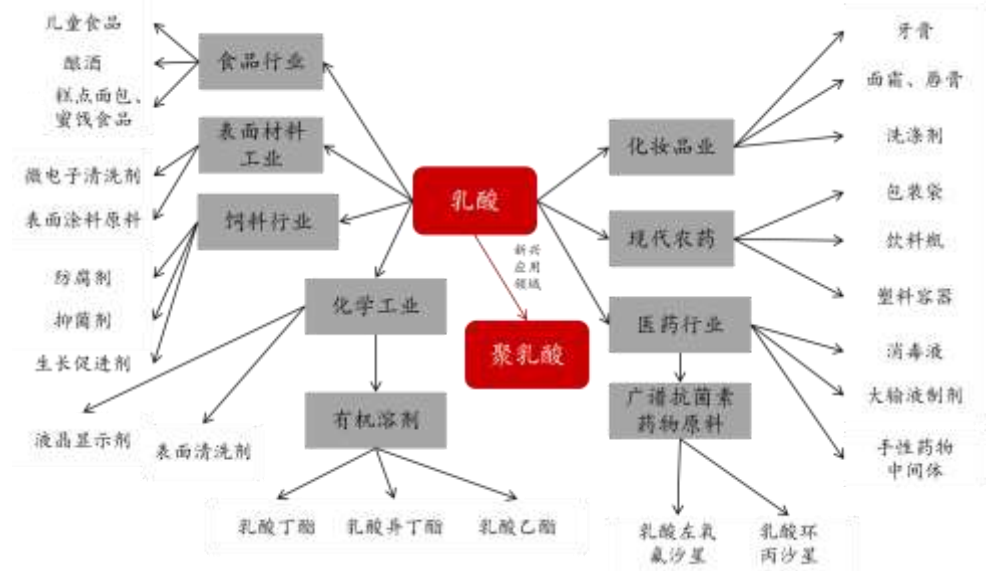 儿童食品
酿酒
糕点面包、
蜜饯食品
食品行业
表面材料
工业
微电子清洗剂
表面涂料原料
饲料行业
防腐剂
抑菌剂
生长促进剂
化学工业
液晶显示剂
表面清洗剂
有机溶剂
乳酸丁酯
乳酸异丁酯
乳酸乙酯
乳酸
新兴
应用
领域
聚乳酸
化妆品业
牙膏
面霜、唇膏
洗涤剂
现代农药
包装袋
饮料瓶
塑料容器
医药行业
消毒液
大输液制剂
手性药物
中间体
广谱抗菌素
药物原料
乳酸左氧
氟沙星
乳酸环
丙沙星